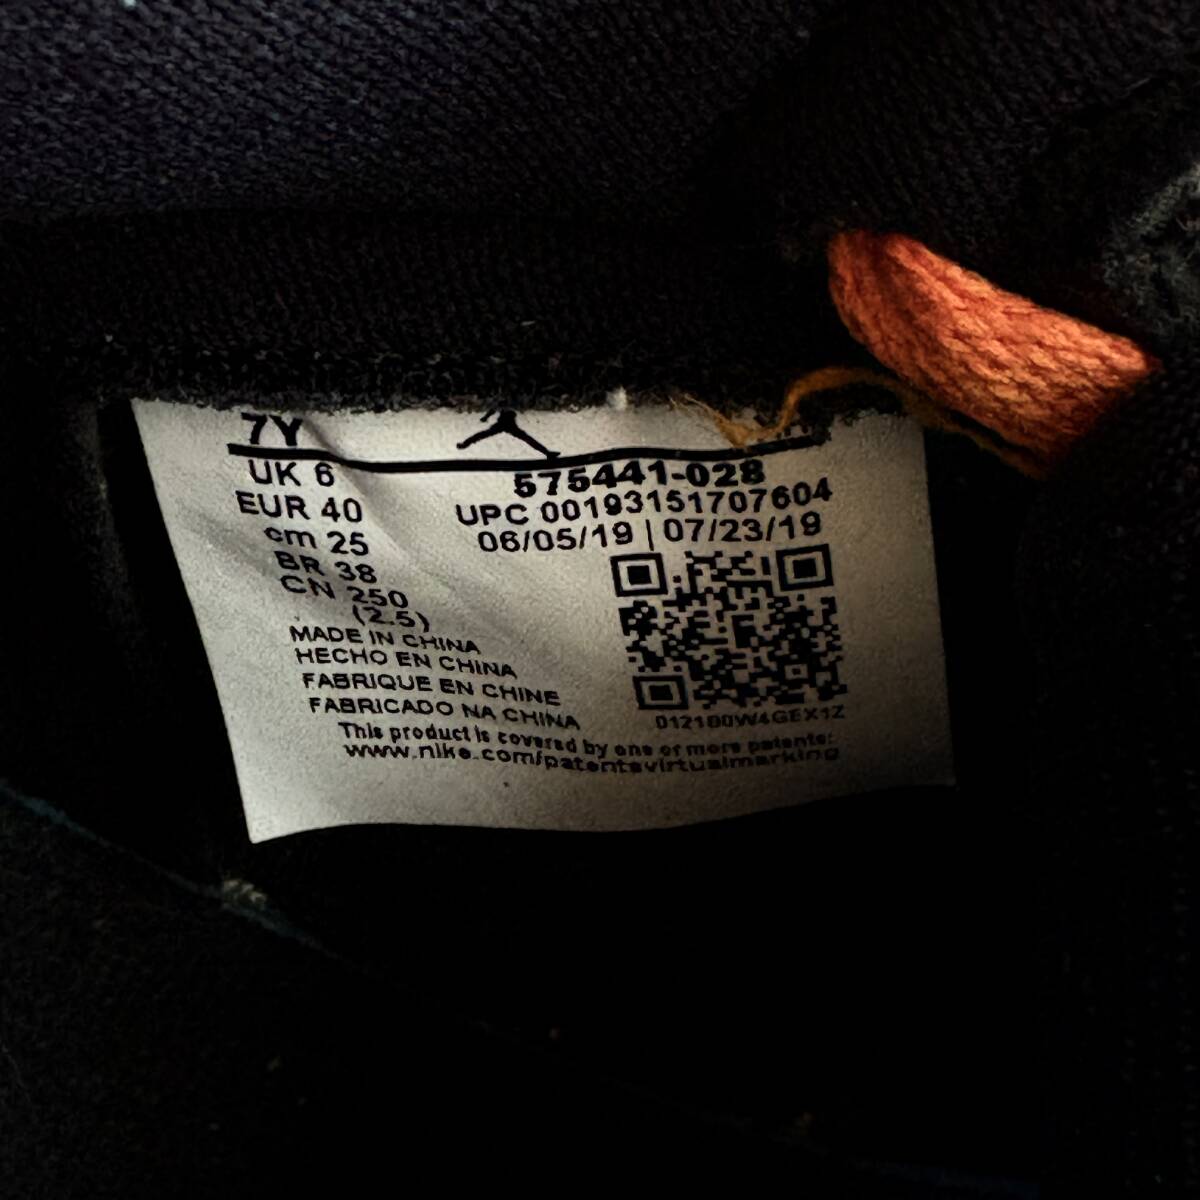 7Y
UK 6
EUR 40
cm 25
BR 38
CN 250
(2.5)
575441-028
UPC 00193151707604
06/05/19 | 07/23/19
MADE IN CHINA
HECHO EN CHINA
FABRIQUE EN CHINE
FABRICADO NA CHINA
0121B0W4GEX1Z
This product is covered by one or more patents:
www.nike.com/patentsvirtualmarking